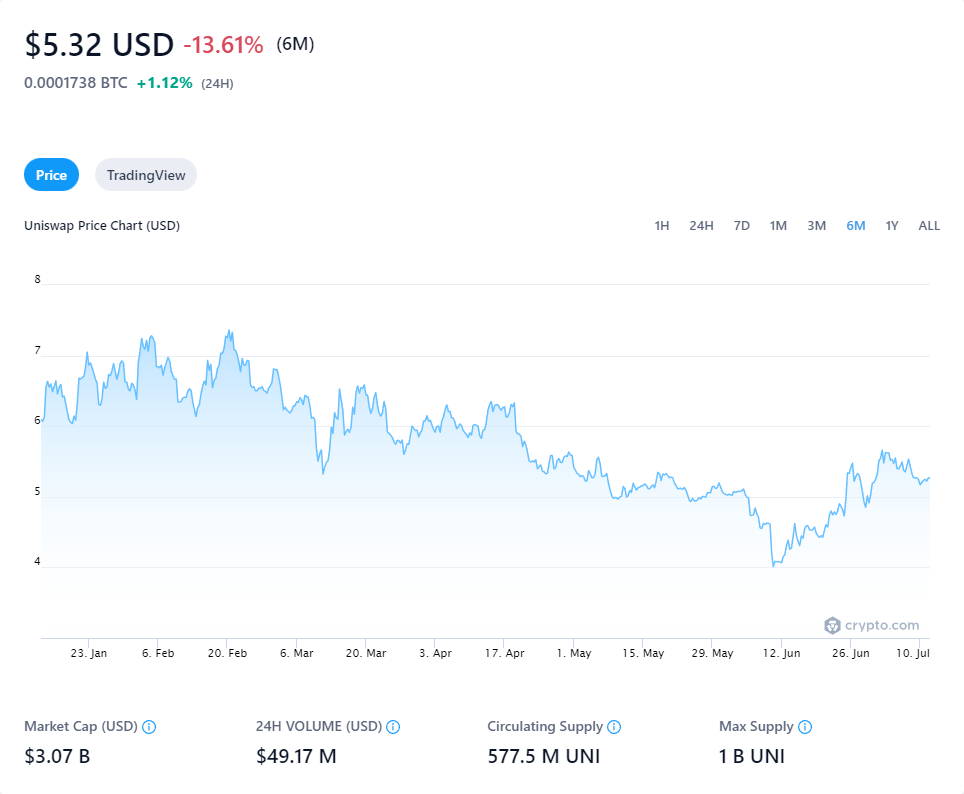 $5.32 USD -13.61% (6M)
0.0001738 BTC +1.12% (24H)
Price TradingView
Uniswap Price Chart (USD) 1H 24H 7D 1M 3M 6M 1Y ALL
8
7
6
5
4
crypto.com
23. Jan 6. Feb 20. Feb 6. Mar 20. Mar 3. Apr 17. Apr 1. May 15. May 29. May 12. Jun 26. Jun 10. Jul
Market Cap (USD) 24H VOLUME (USD) Circulating Supply Max Supply
$3.07 B $49.17 M 577.5 M UNI 1 B UNI